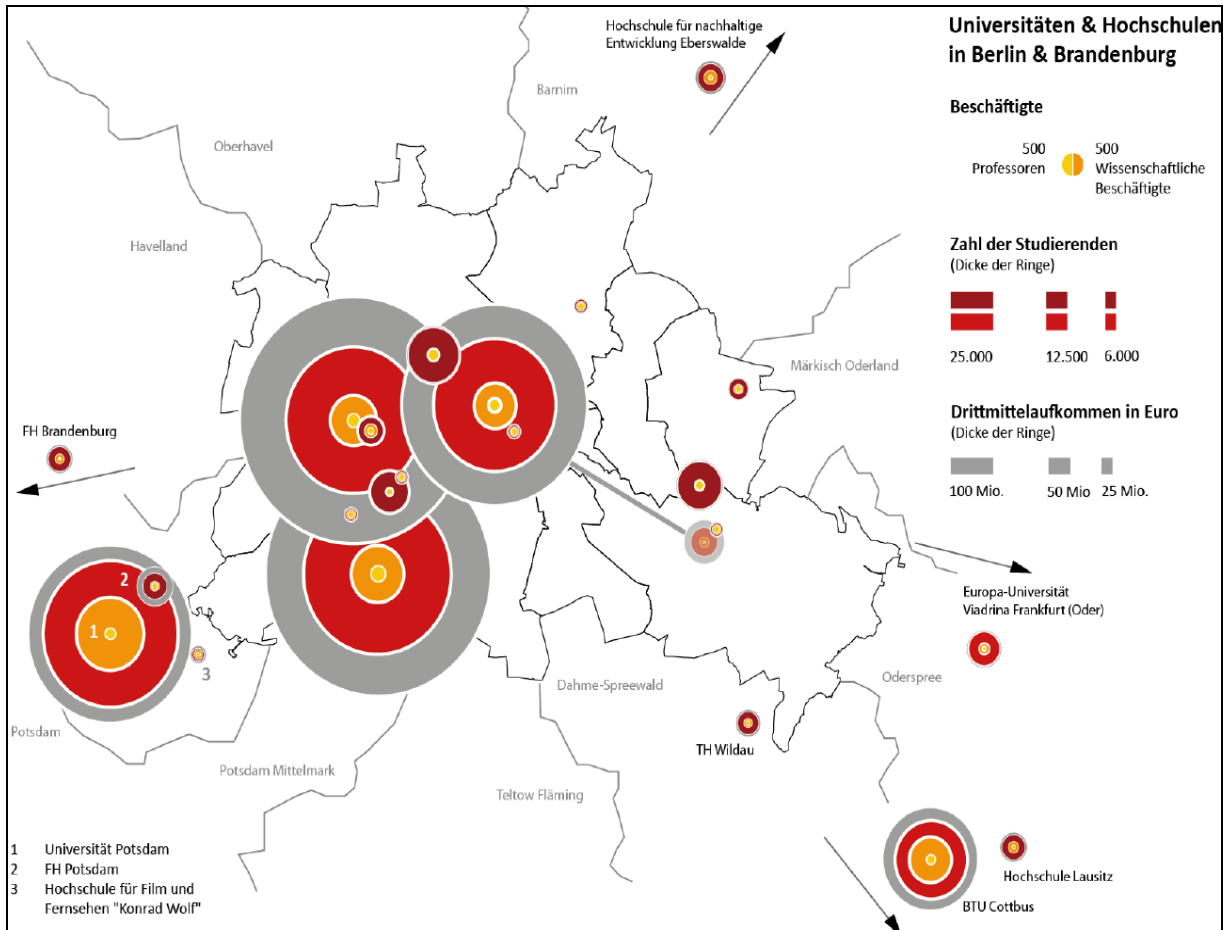 Universitäten & Hochschulen
in Berlin & Brandenburg
Beschäftigte
500
Professoren
500
Wissenschaftliche
Beschäftigte
Zahl der Studierenden
(Dicke der Ringe)
25.000
12.500
6.000
Drittmittelaufkommen in Euro
(Dicke der Ringe)
100 Mio.
50 Mio
25 Mio.
Hochschule für nachhaltige
Entwicklung Eberswalde
Barnim
Oberhavel
Havelland
Märkisch Oderland
FH Brandenburg
2
1
3
Europa-Universität
Viadrina Frankfurt (Oder)
Oderspree
Dahme-Spreewald
Potsdam
TH Wildau
Potsdam Mittelmark
Teltow Fläming
1 Universität Potsdam
2 FH Potsdam
3 Hochschule für Film und
Fernsehen "Konrad Wolf"
Hochschule Lausitz
BTU Cottbus